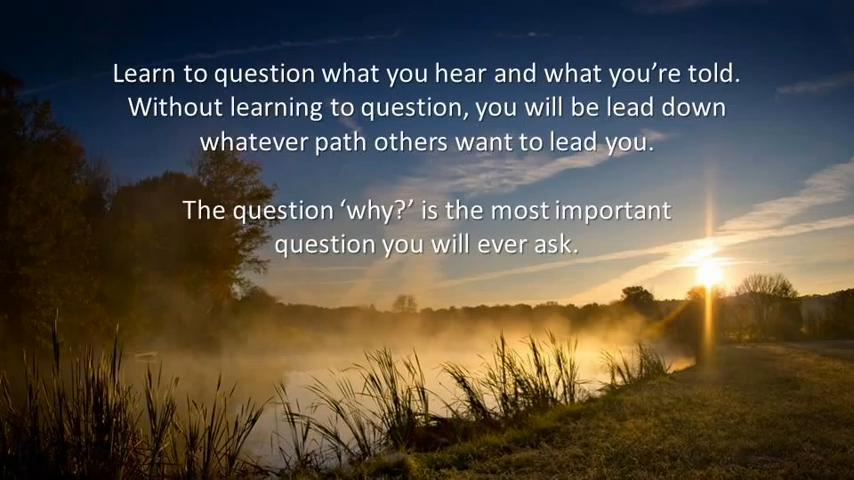 Learn to question what you hear and what you’re told.
Without learning to question, you will be lead down
whatever path others want to lead you.
The question ‘why?’ is the most important
question you will ever ask.